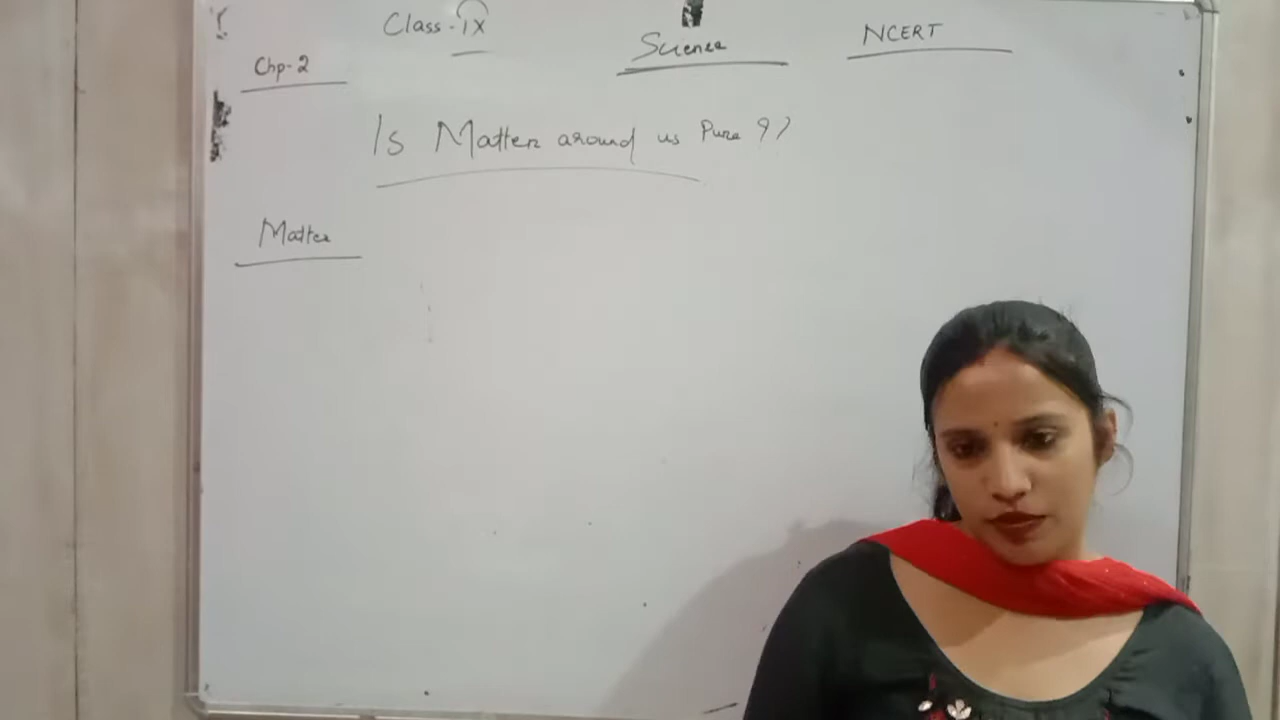 Class - IX Science NCERT
Chp-2
Is Matter around us Pure ??
Matter